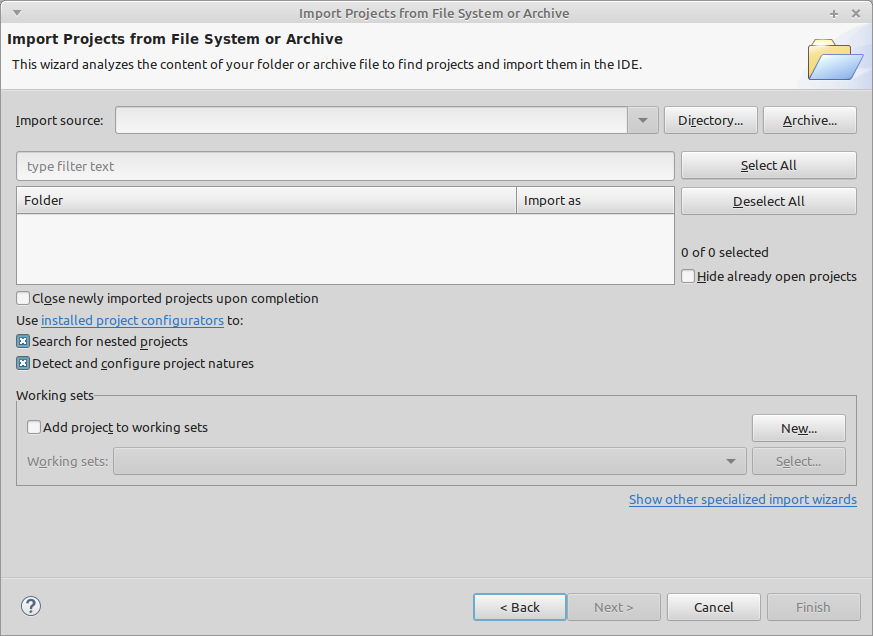 Import Projects from File System or Archive
Import Projects from File System or Archive
This wizard analyzes the content of your folder or archive file to find projects and import them in the IDE.
Import source: Directory... Archive...
type filter text Select All
Folder Import as Deselect All
0 of 0 selected
Hide already open projects
Close newly imported projects upon completion
Use installed project configurators to:
Search for nested projects
Detect and configure project natures
Working sets
Add project to working sets New...
Working sets: Select...
Show other specialized import wizards
? < Back Next > Cancel Finish